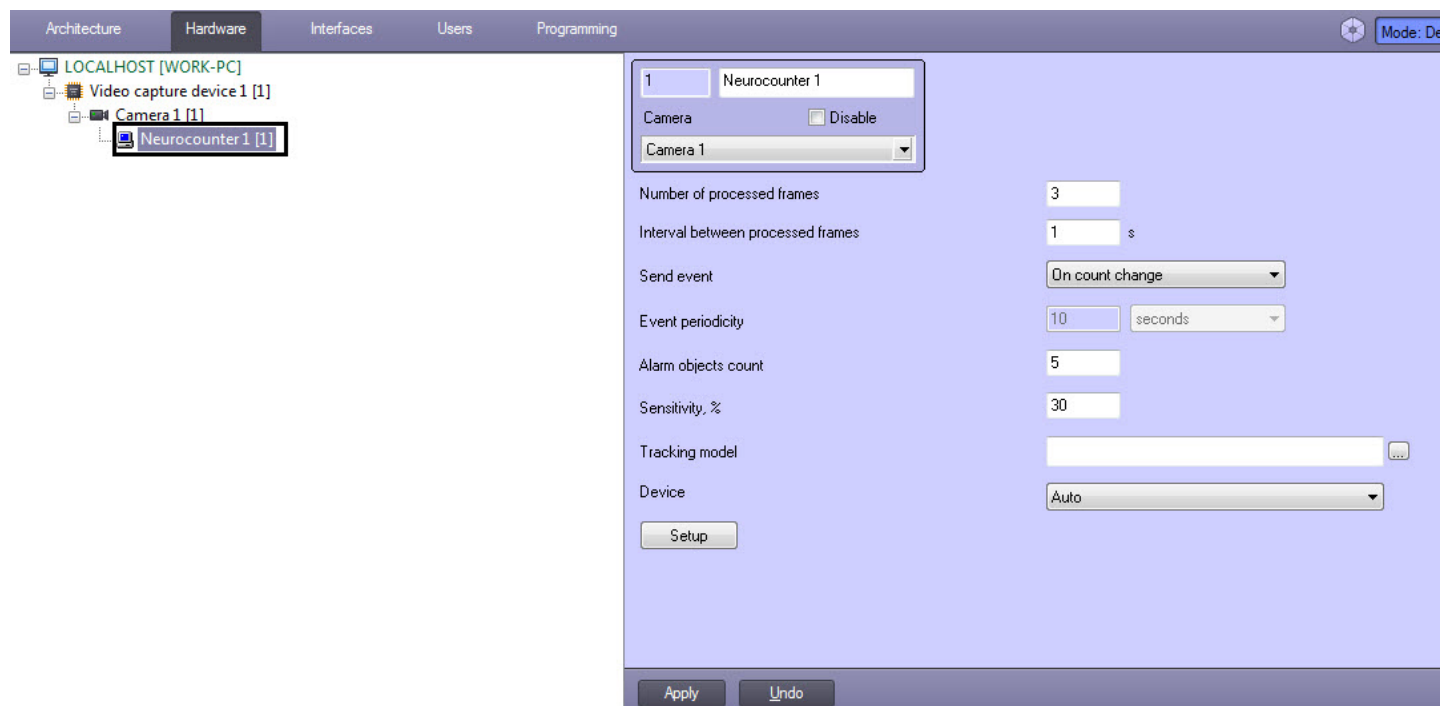 Architecture Hardware Interfaces Users Programming Mode: De
LOCALHOST [WORK-PC]
Video capture device 1 [1]
Camera 1 [1]
Neurocounter 1 [1]
1 Neurocounter 1
Camera Disable
Camera 1
Number of processed frames 3
Interval between processed frames 1 s
Send event On count change
Event periodicity 10 seconds
Alarm objects count 5
Sensitivity, % 30
Tracking model ...
Device Auto
Setup
Apply Undo